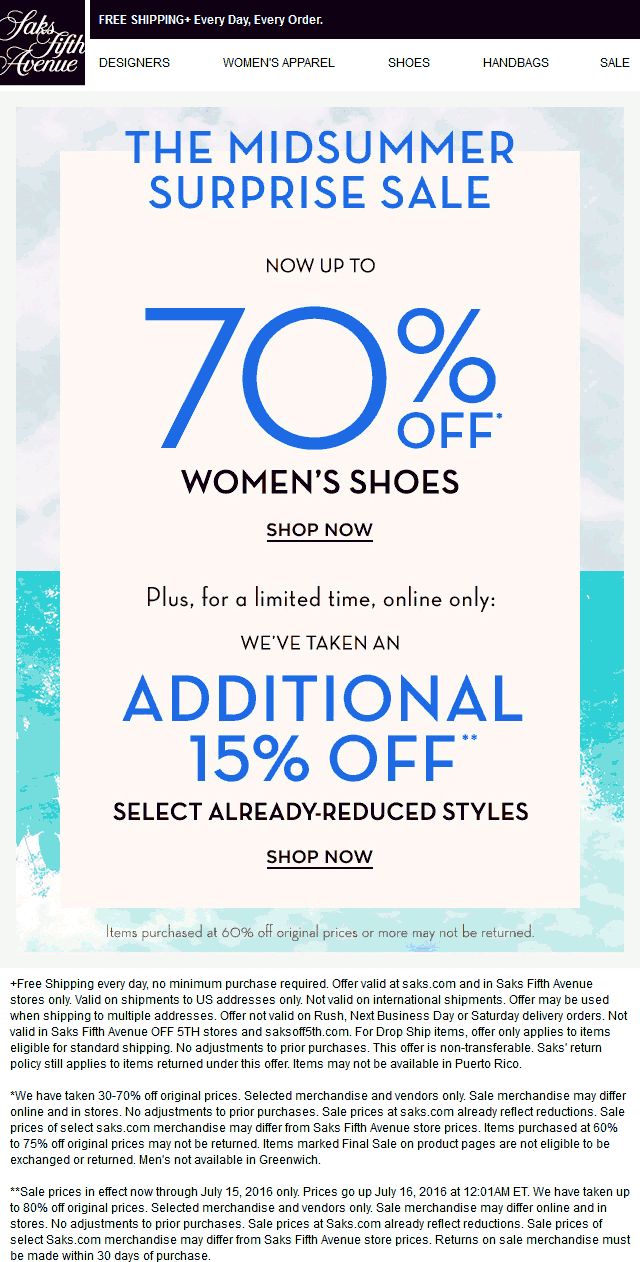 Saks
Fifth
Avenue
FREE SHIPPING+ Every Day, Every Order.
DESIGNERS WOMEN'S APPAREL SHOES HANDBAGS SALE
THE MIDSUMMER
SURPRISE SALE
NOW UP TO
70%
OFF*
WOMEN'S SHOES
SHOP NOW
Plus, for a limited time, online only:
WE'VE TAKEN AN
ADDITIONAL
15% OFF**
SELECT ALREADY-REDUCED STYLES
SHOP NOW
Items purchased at 60% off original prices or more may not be returned.
+Free Shipping every day, no minimum purchase required. Offer valid at saks.com and in Saks Fifth Avenue
stores only. Valid on shipments to US addresses only. Not valid on international shipments. Offer may be used
when shipping to multiple addresses. Offer not valid on Rush, Next Business Day or Saturday delivery orders. Not
valid in Saks Fifth Avenue OFF 5TH stores and saksoff5th.com. For Drop Ship items, offer only applies to items
eligible for standard shipping. No adjustments to prior purchases. This offer is non-transferable. Saks' return
policy still applies to items returned under this offer. Items may not be available in Puerto Rico.
*We have taken 30-70% off original prices. Selected merchandise and vendors only. Sale merchandise may differ
online and in stores. No adjustments to prior purchases. Sale prices at saks.com already reflect reductions. Sale
prices of select saks.com merchandise may differ from Saks Fifth Avenue store prices. Items purchased at 60%
to 75% off original prices may not be returned. Items marked Final Sale on product pages are not eligible to be
exchanged or returned. Men's not available in Greenwich.
**Sale prices in effect now through July 15, 2016 only. Prices go up July 16, 2016 at 12:01AM ET. We have taken up
to 80% off original prices. Selected merchandise and vendors only. Sale merchandise may differ online and in
stores. No adjustments to prior purchases. Sale prices at Saks.com already reflect reductions. Sale prices of
select Saks.com merchandise may differ from Saks Fifth Avenue store prices. Returns on sale merchandise must
be made within 30 days of purchase.